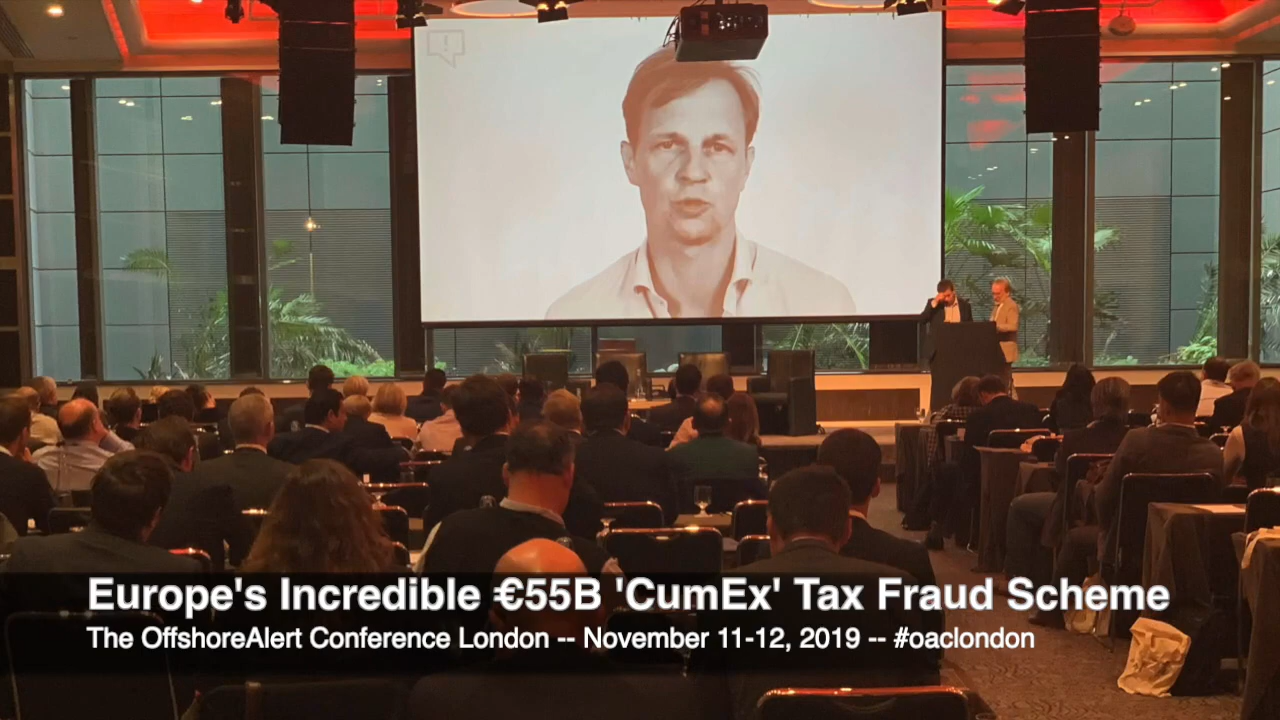 Europe's Incredible €55B 'CumEx' Tax Fraud Scheme
The OffshoreAlert Conference London -- November 11-12, 2019 -- #oaclondon